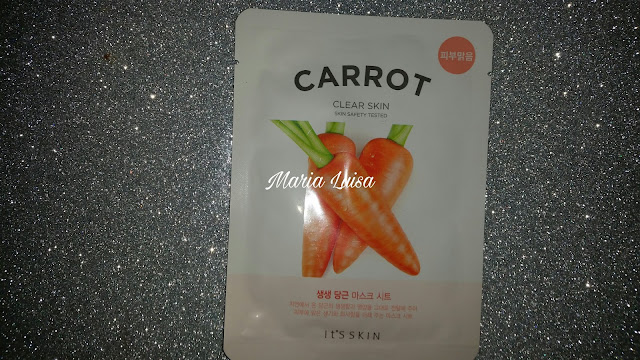 피부맑음
CARROT
CLEAR SKIN
SKIN SAFETY TESTED
Maria Luisa
생생 당근 마스크 시트
IT'S SKIN